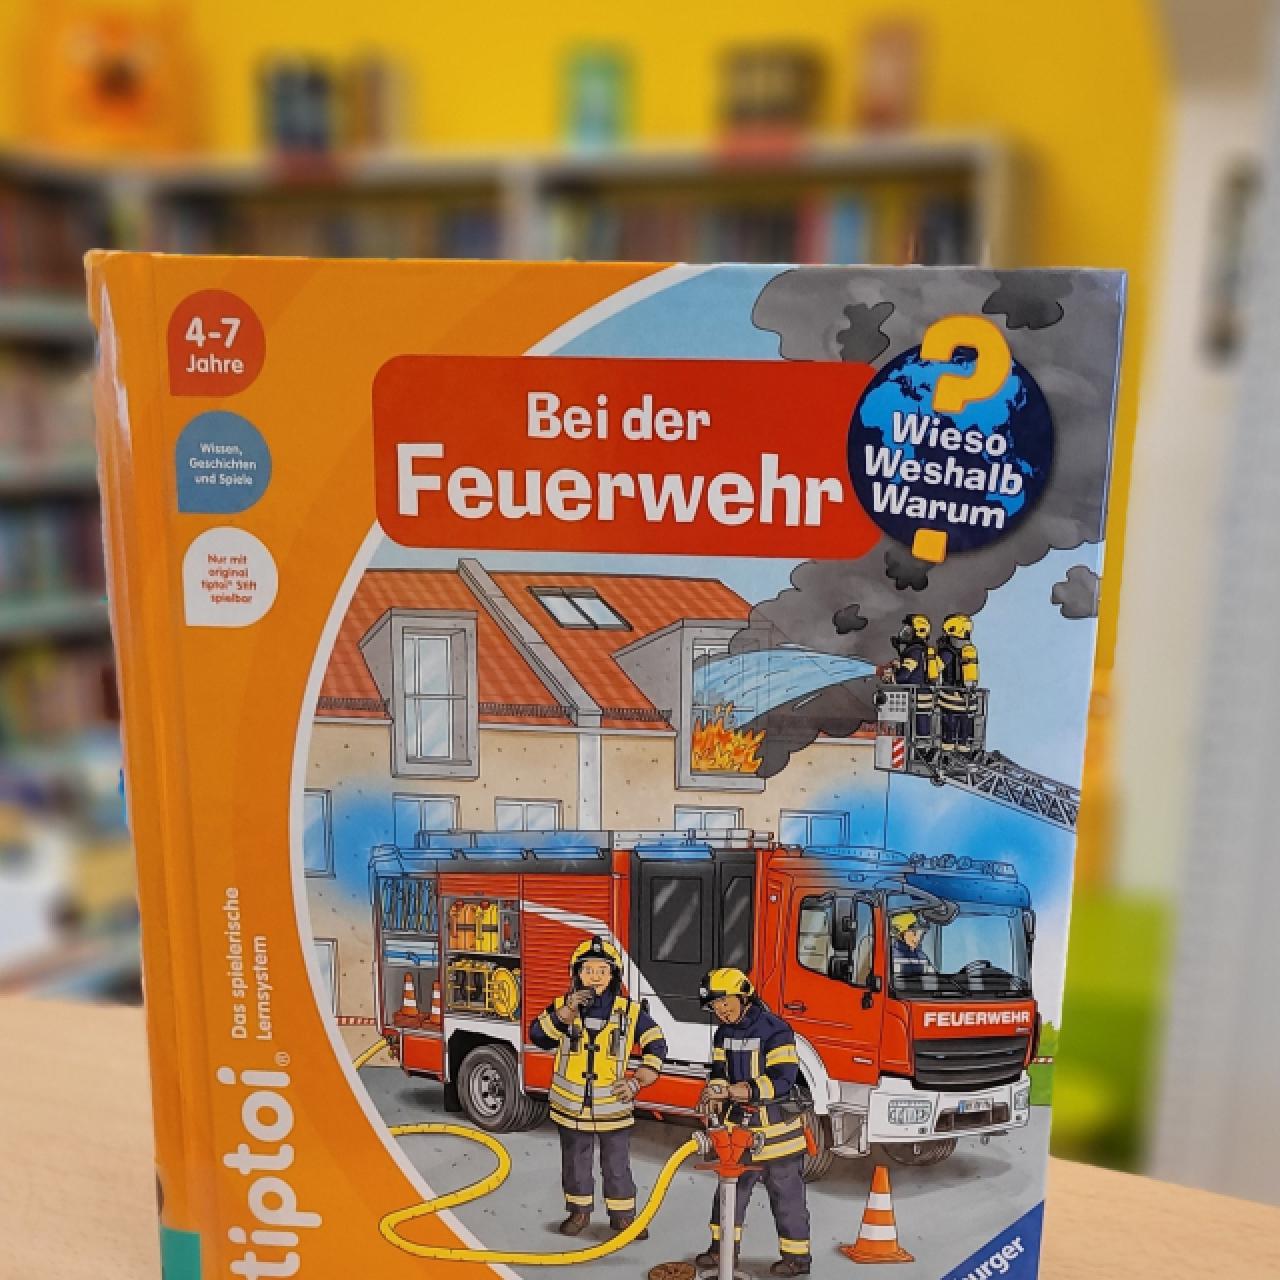 4-7
Jahre
Wissen,
Geschichten
und Spiele
Nur mit
original
tiptoi® Stift
spielbar
Bei der
Feuerwehr
?
Wieso
Weshalb
Warum
FEUERWEHR
Das spielerische
Lernsystem
tiptoi®